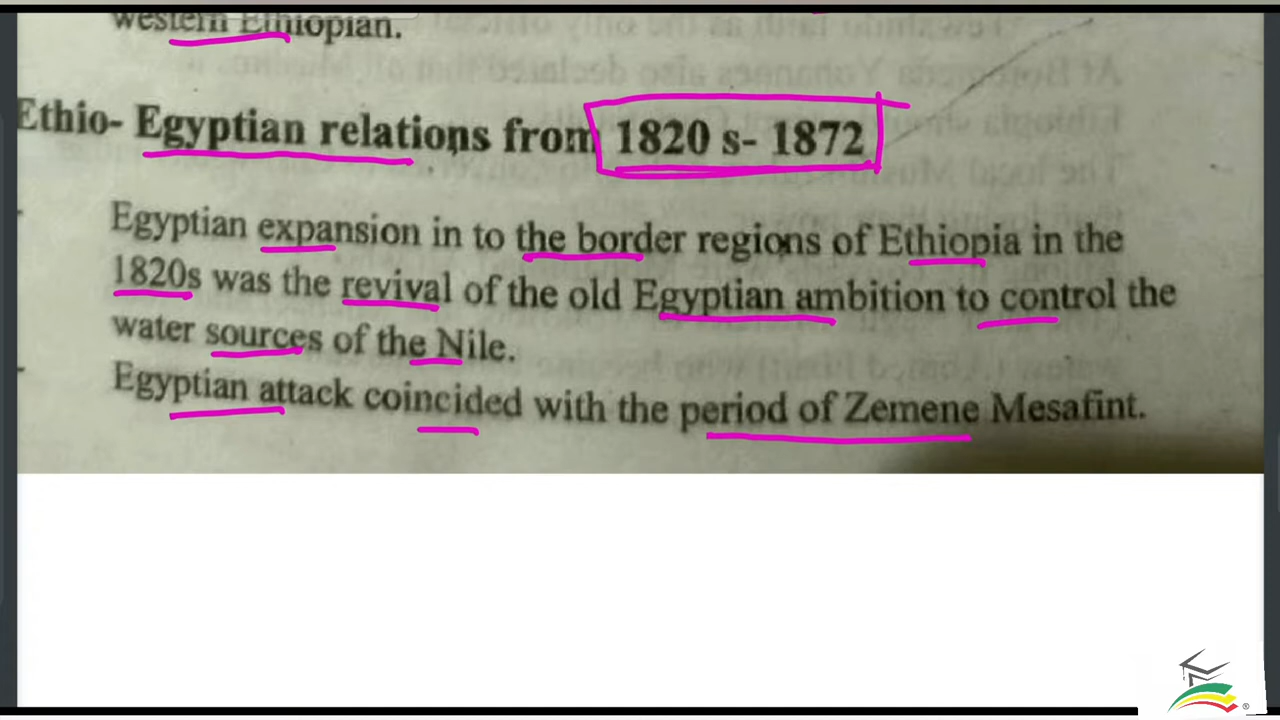 western Ethiopian.
Ethio- Egyptian relations from 1820 s- 1872
Egyptian expansion in to the border regions of Ethiopia in the
1820s was the revival of the old Egyptian ambition to control the
water sources of the Nile.
Egyptian attack coincided with the period of Zemene Mesafint.